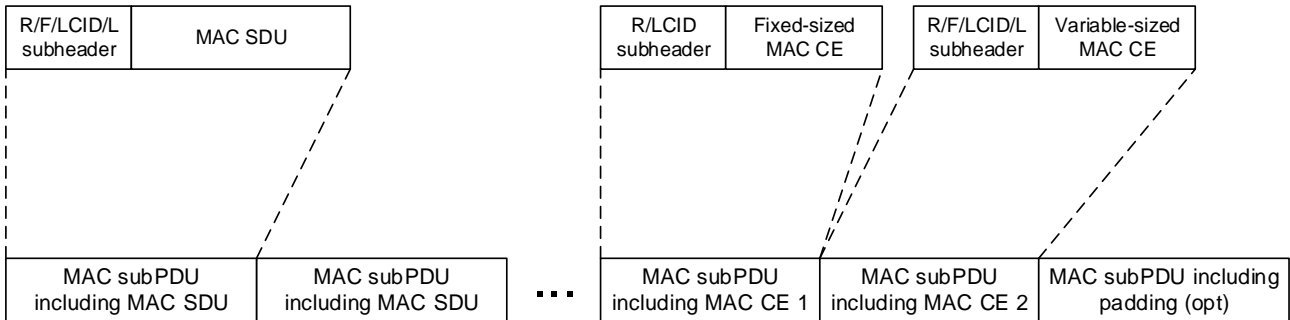 R/F/LCID/L
subheader
MAC SDU
R/LCID
subheader
Fixed-sized
MAC CE
R/F/LCID/L
subheader
Variable-sized
MAC CE
MAC subPDU
including MAC SDU
MAC subPDU
including MAC SDU
...
MAC subPDU
including MAC CE 1
MAC subPDU
including MAC CE 2
MAC subPDU including
padding (opt)